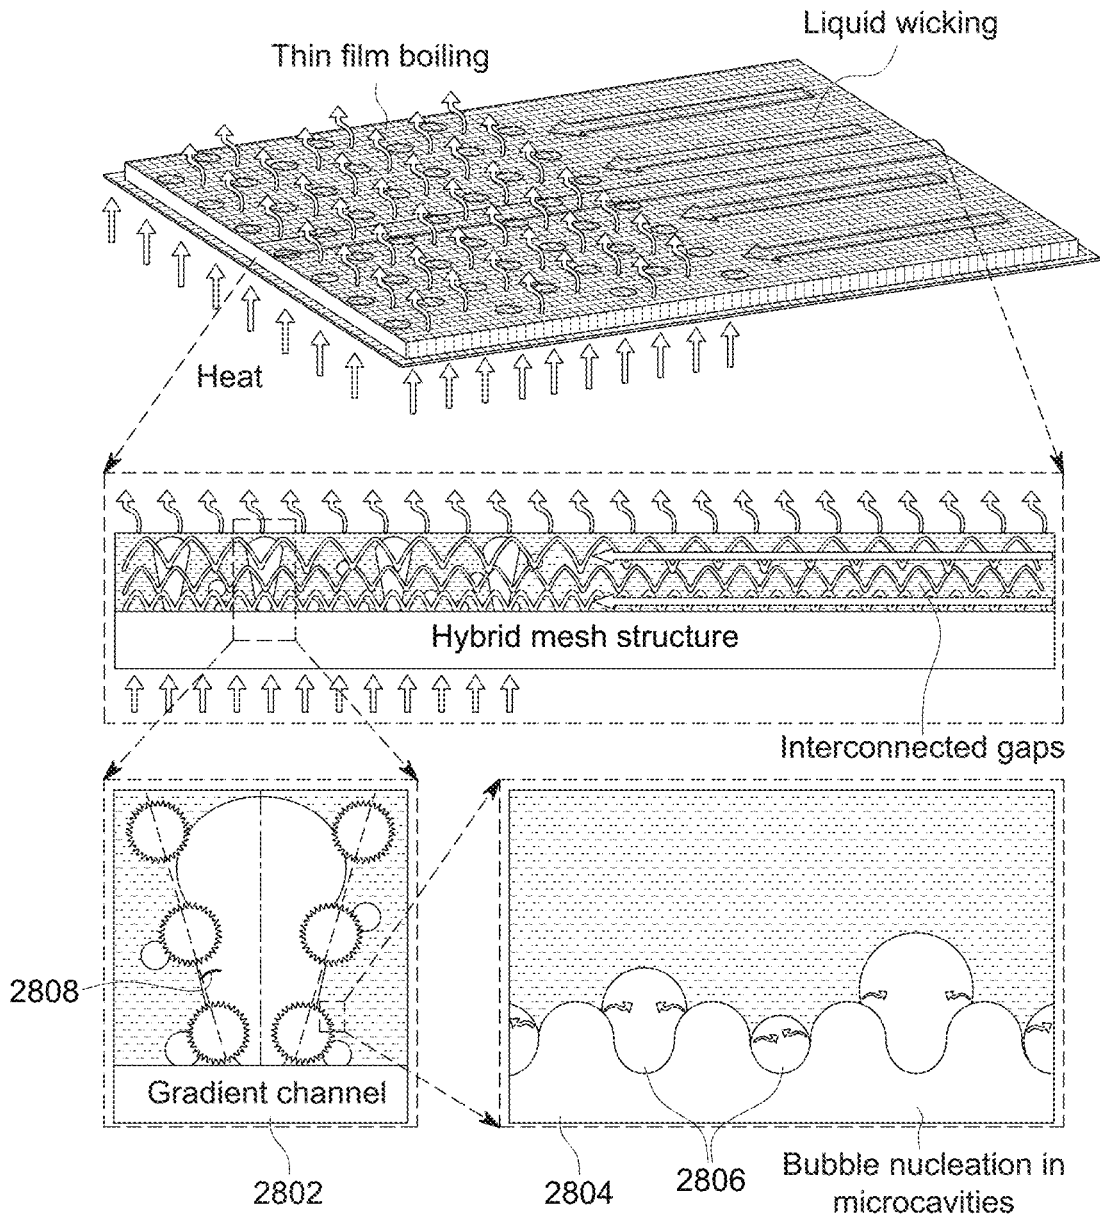 Liquid wicking
Thin film boiling
Heat
Hybrid mesh structure
Interconnected gaps
2808
Gradient channel
2802
2804
2806
Bubble nucleation in
microcavities